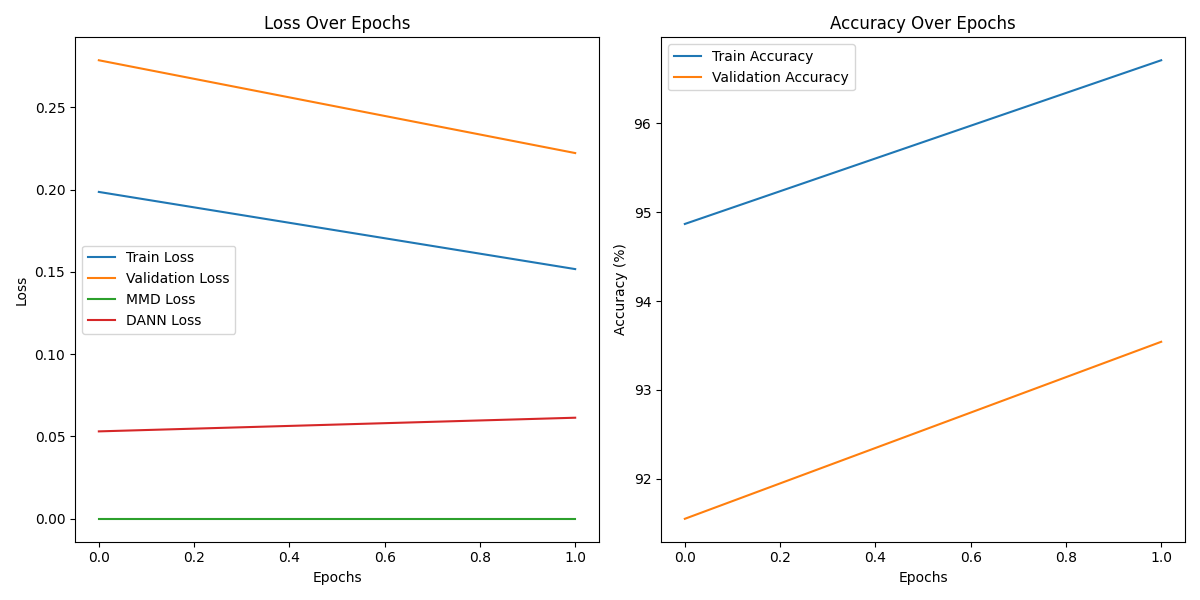 Loss Over Epochs
0.25
0.20
0.15
0.10
0.05
0.00
Loss
Train Loss
Validation Loss
MMD Loss
DANN Loss
0.0 0.2 0.4 0.6 0.8 1.0
Epochs
Accuracy Over Epochs
Train Accuracy
Validation Accuracy
96
95
94
93
92
Accuracy (%)
0.0 0.2 0.4 0.6 0.8 1.0
Epochs